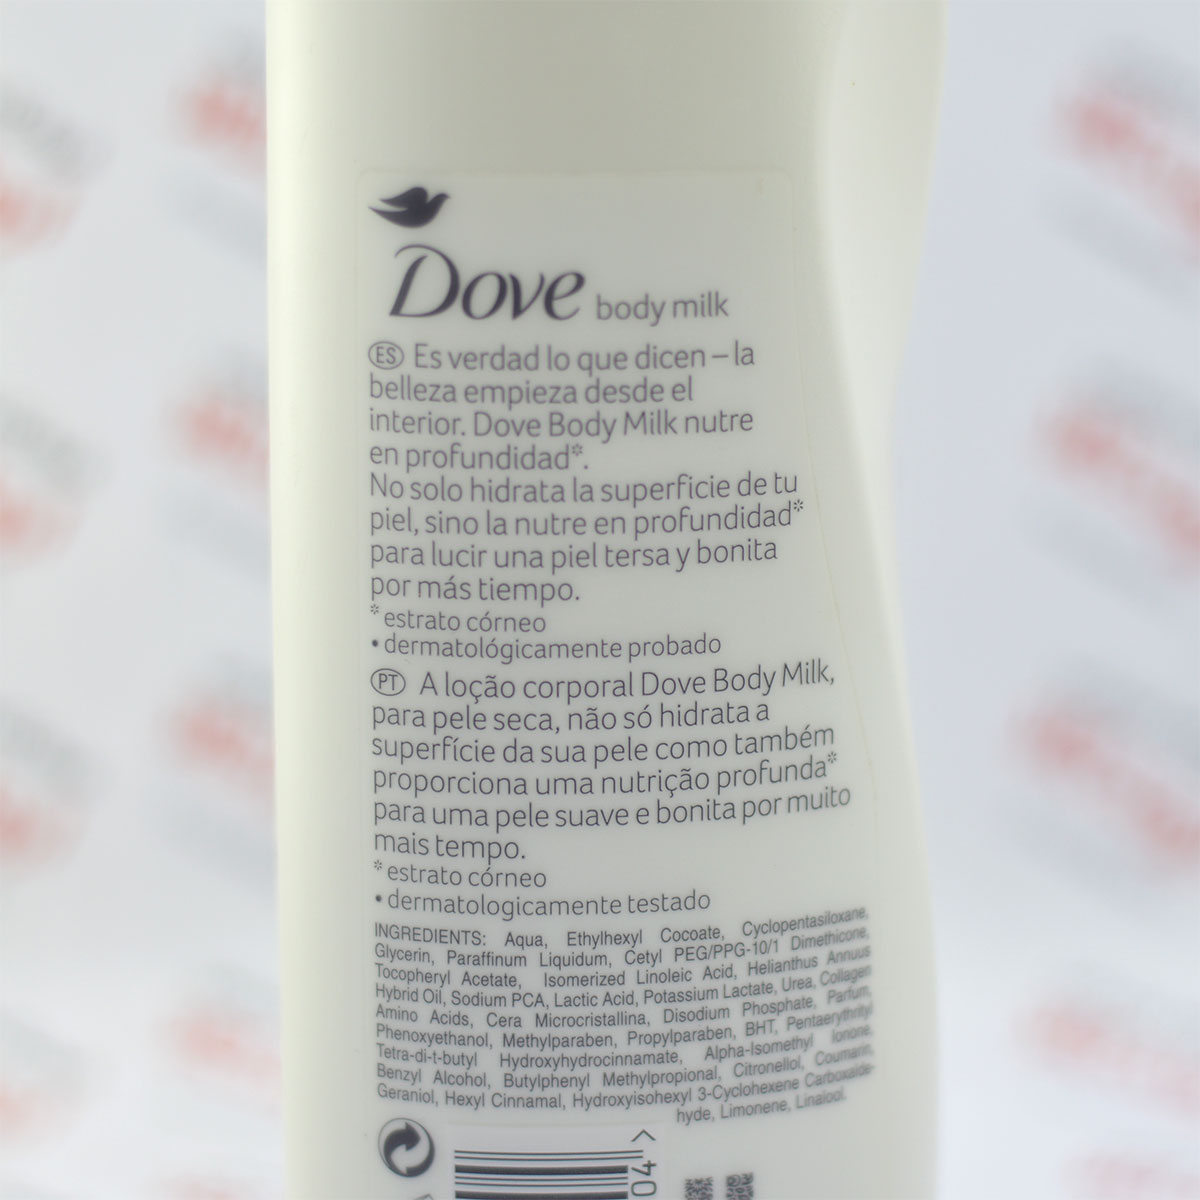 Dove body milk
ES Es verdad lo que dicen – la
belleza empieza desde el
interior. Dove Body Milk nutre
en profundidad*.
No solo hidrata la superficie de tu
piel, sino la nutre en profundidad*
para lucir una piel tersa y bonita
por más tiempo.
* estrato córneo
• dermatológicamente probado
PT A loção corporal Dove Body Milk,
para pele seca, não só hidrata a
superfície da sua pele como também
proporciona uma nutrição profunda*
para uma pele suave e bonita por muito
mais tempo.
* estrato córneo
• dermatologicamente testado
INGREDIENTS: Aqua, Ethylhexyl Cocoate, Cyclopentasiloxane,
Glycerin, Paraffinum Liquidum, Cetyl PEG/PPG-10/1 Dimethicone,
Tocopheryl Acetate, Isomerized Linoleic Acid, Helianthus Annuus
Hybrid Oil, Sodium PCA, Lactic Acid, Potassium Lactate, Urea, Collagen
Amino Acids, Cera Microcristallina, Disodium Phosphate, Parfum,
Phenoxyethanol, Methylparaben, Propylparaben, BHT, Pentaerythrityl
Tetra-di-t-butyl Hydroxyhydrocinnamate, Alpha-Isomethyl Ionone,
Benzyl Alcohol, Butylphenyl Methylpropional, Citronellol, Coumarin,
Geraniol, Hexyl Cinnamal, Hydroxyisohexyl 3-Cyclohexene Carboxalde-
hyde, Limonene, Linalool.
04 >